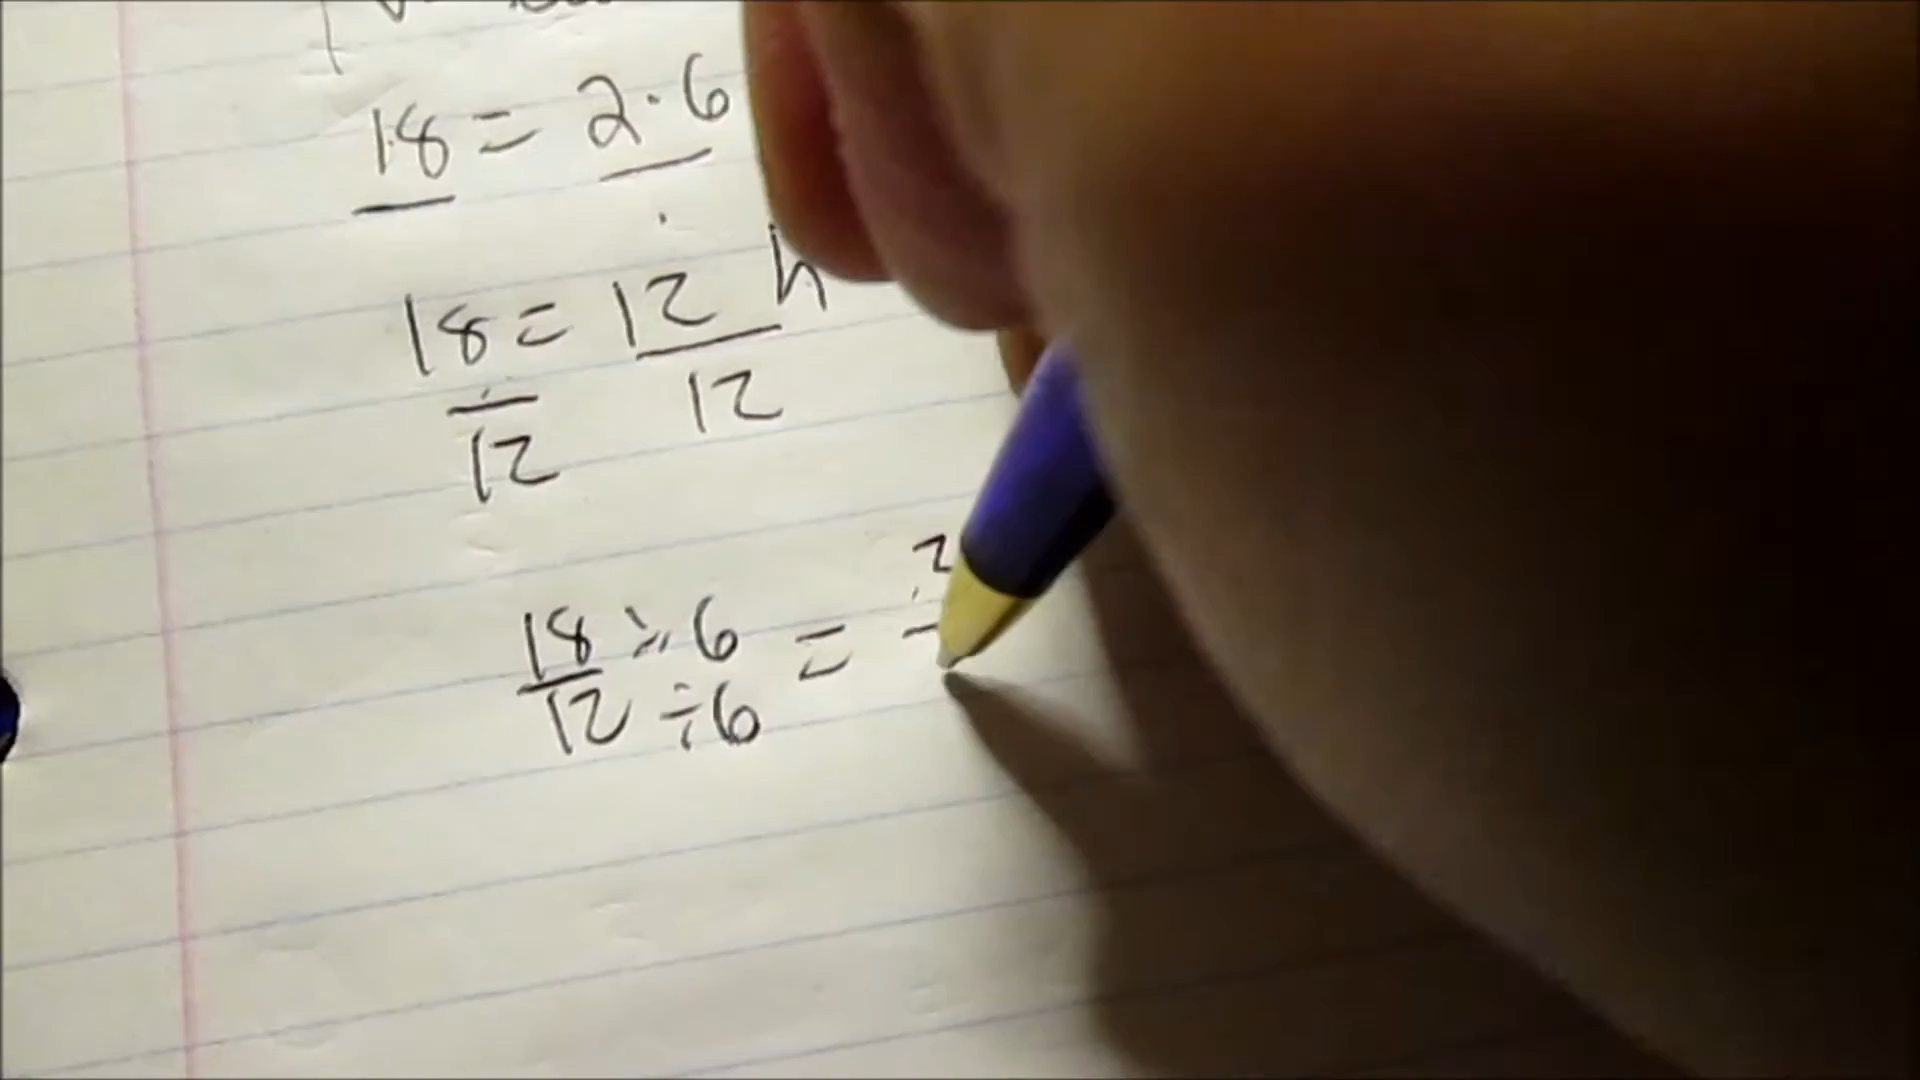 18 = 2 · 6
18 = 12 h
12 12
18 ÷ 6 =
12 ÷ 6